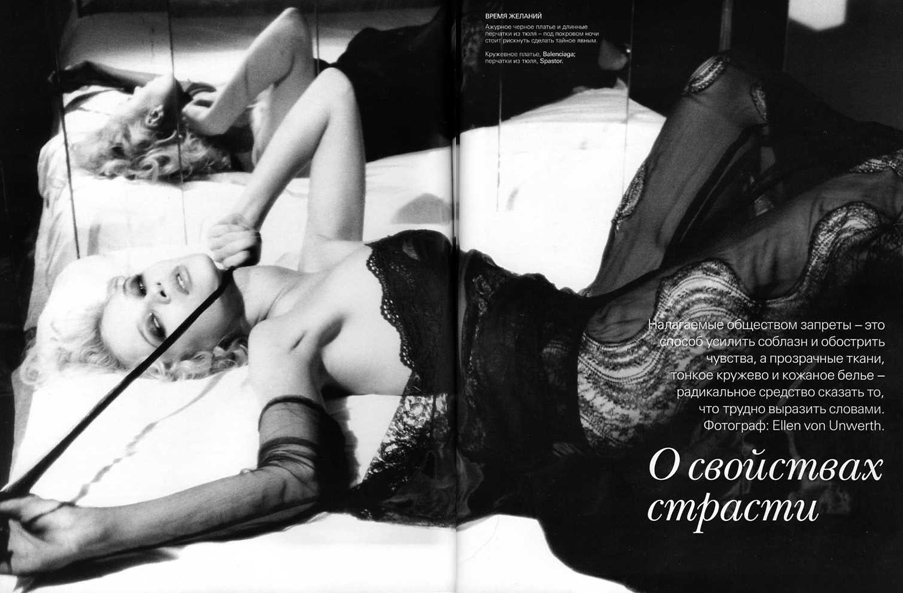 ВРЕМЯ ЖЕЛАНИЙ
Ажурное черное платье и длинные
перчатки из тюля – под покровом ночи
стоит рискнуть сделать тайное явным.
Кружевное платье, Balenciaga;
перчатки из тюля, Spastor.
Налагаемые обществом запреты – это
способ усилить соблазн и обострить
чувства, а прозрачные ткани,
тонкое кружево и кожаное белье –
радикальное средство сказать то,
что трудно выразить словами.
Фотограф: Ellen von Unwerth.
О свойствах
страсти